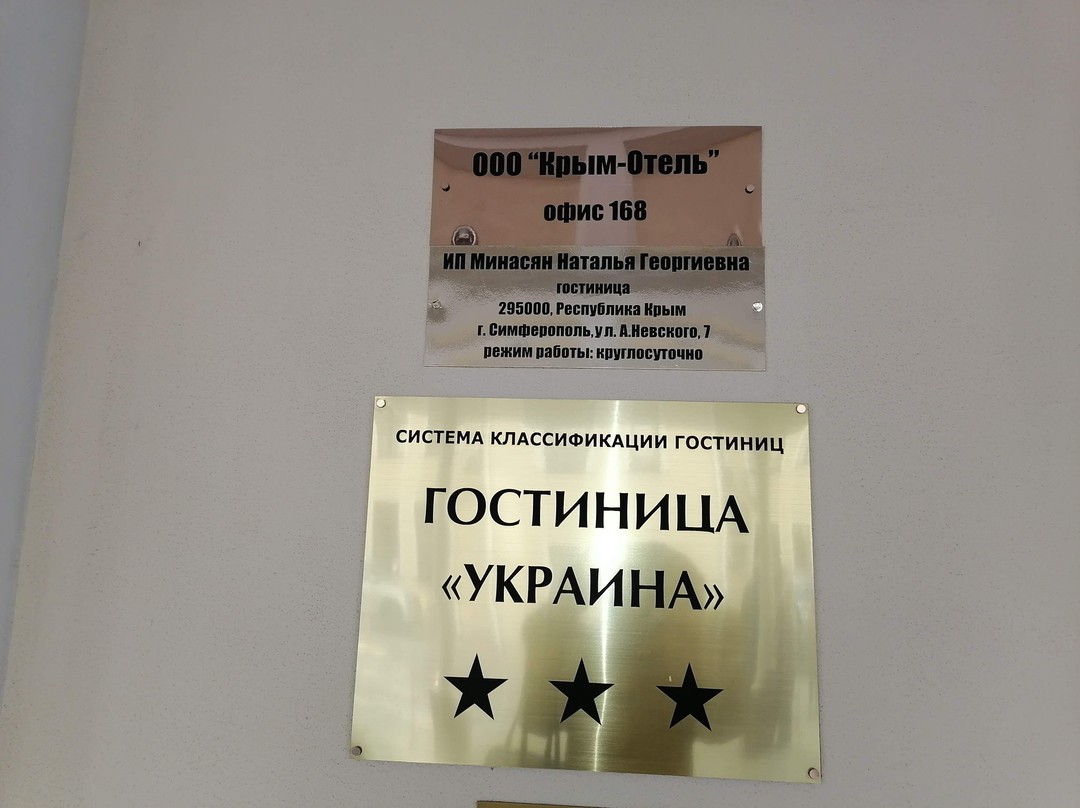 ООО “Крым-Отель”
офис 168
ИП Минасян Наталья Георгиевна
гостиница
295000, Республика Крым
г. Симферополь, ул. А.Невского, 7
режим работы: круглосуточно
СИСТЕМА КЛАССИФИКАЦИИ ГОСТИНИЦ
ГОСТИНИЦА
«УКРАИНА»